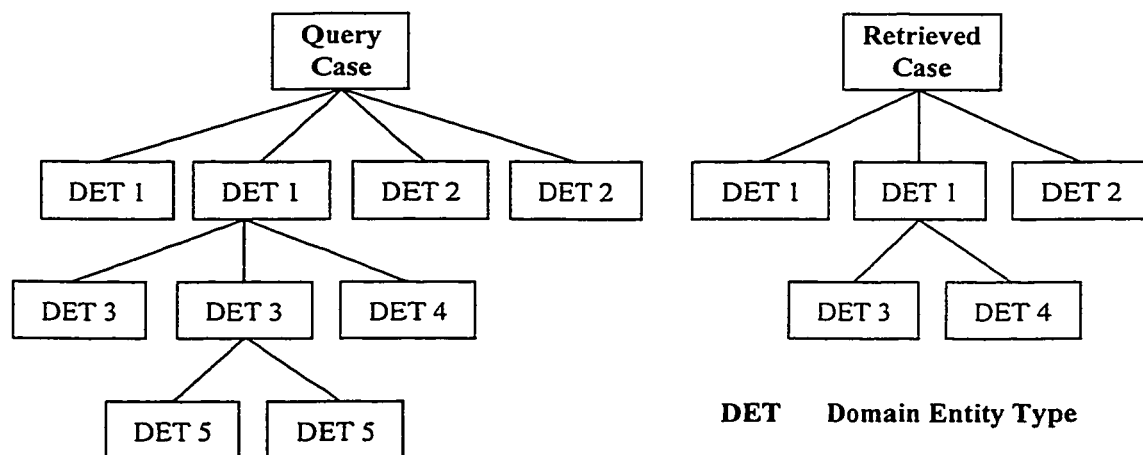 Query
Case
Retrieved
Case
DET 1 DET 1 DET 2 DET 2
DET 1 DET 1 DET 2
DET 3 DET 3 DET 4
DET 3 DET 4
DET 5 DET 5
DET Domain Entity Type